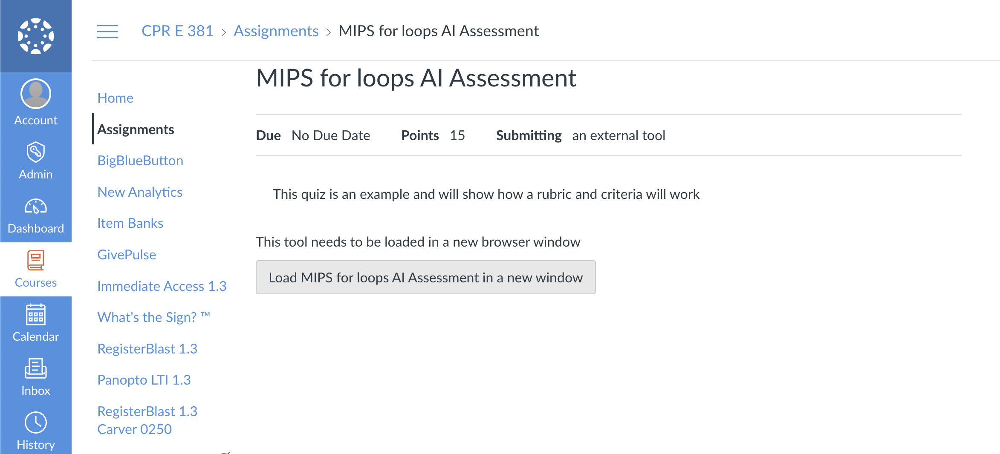 CPR E 381 › Assignments › MIPS for loops AI Assessment
Account
Admin
Dashboard
Courses
Calendar
Inbox
History
Home
Assignments
BigBlueButton
New Analytics
Item Banks
GivePulse
Immediate Access 1.3
What's the Sign? ™
RegisterBlast 1.3
Panopto LTI 1.3
RegisterBlast 1.3
Carver 0250
MIPS for loops AI Assessment
Due No Due Date Points 15 Submitting an external tool
This quiz is an example and will show how a rubric and criteria will work
This tool needs to be loaded in a new browser window
Load MIPS for loops AI Assessment in a new window